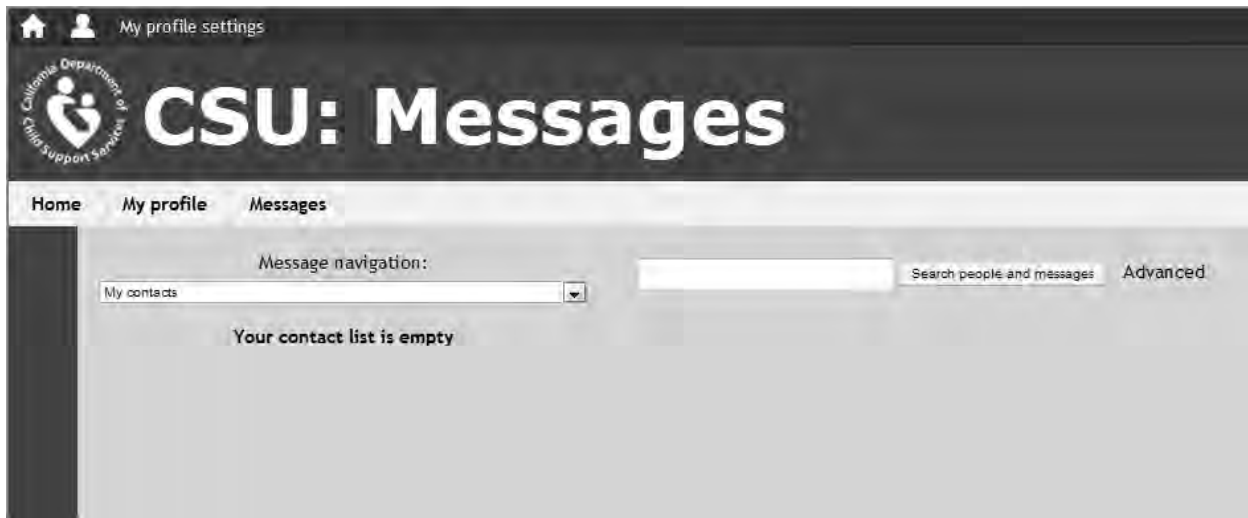 My profile settings
California Department of Child Support Services
CSU: Messages
Home My profile Messages
Message navigation:
Search people and messages Advanced
My contacts
Your contact list is empty